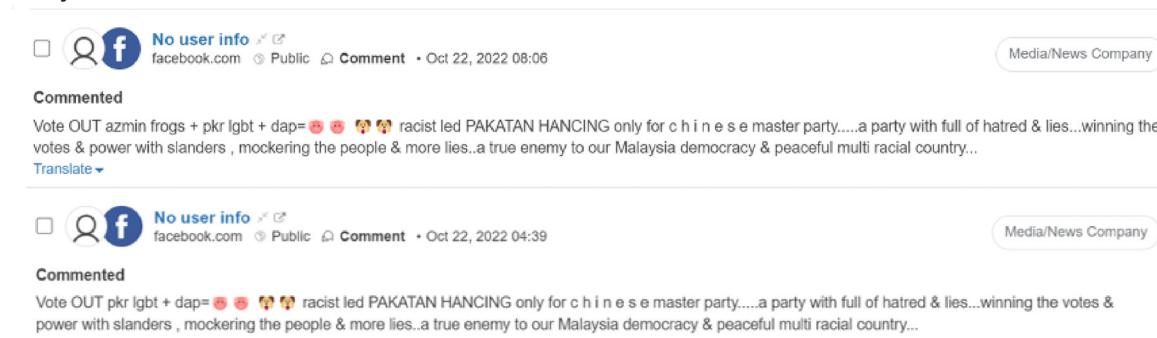 No user info
facebook.com Public Comment • Oct 22, 2022 08:06
Media/News Company
Commented
Vote OUT azmin frogs + pkr lgbt + dap=🐷 🐷 🐶 🐶 racist led PAKATAN HANCING only for c h i n e s e master party.....a party with full of hatred & lies...winning the
votes & power with slanders , mockering the people & more lies..a true enemy to our Malaysia democracy & peaceful multi racial country...
Translate
No user info
facebook.com Public Comment • Oct 22, 2022 04:39
Media/News Company
Commented
Vote OUT pkr lgbt + dap=🐷 🐷 🐶 🐶 racist led PAKATAN HANCING only for c h i n e s e master party.....a party with full of hatred & lies...winning the votes &
power with slanders , mockering the people & more lies..a true enemy to our Malaysia democracy & peaceful multi racial country...